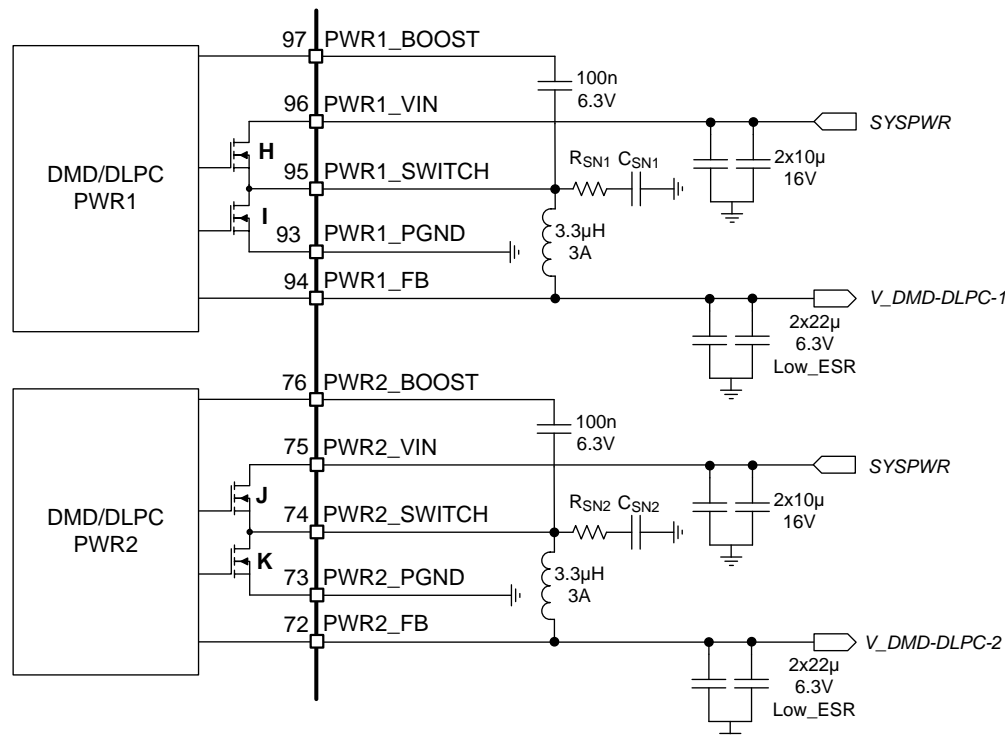 97 PWR1_BOOST
100n
6.3V
96 PWR1_VIN
SYSPWR
H
2x10µ
16V
DMD/DLPC
PWR1
95 PWR1_SWITCH
RSN1 CSN1
I
93 PWR1_PGND
3.3µH
3A
94 PWR1_FB
V_DMD-DLPC-1
2x22µ
6.3V
Low_ESR
76 PWR2_BOOST
100n
6.3V
75 PWR2_VIN
SYSPWR
J
2x10µ
16V
DMD/DLPC
PWR2
74 PWR2_SWITCH
RSN2 CSN2
K
73 PWR2_PGND
3.3µH
3A
72 PWR2_FB
V_DMD-DLPC-2
2x22µ
6.3V
Low_ESR